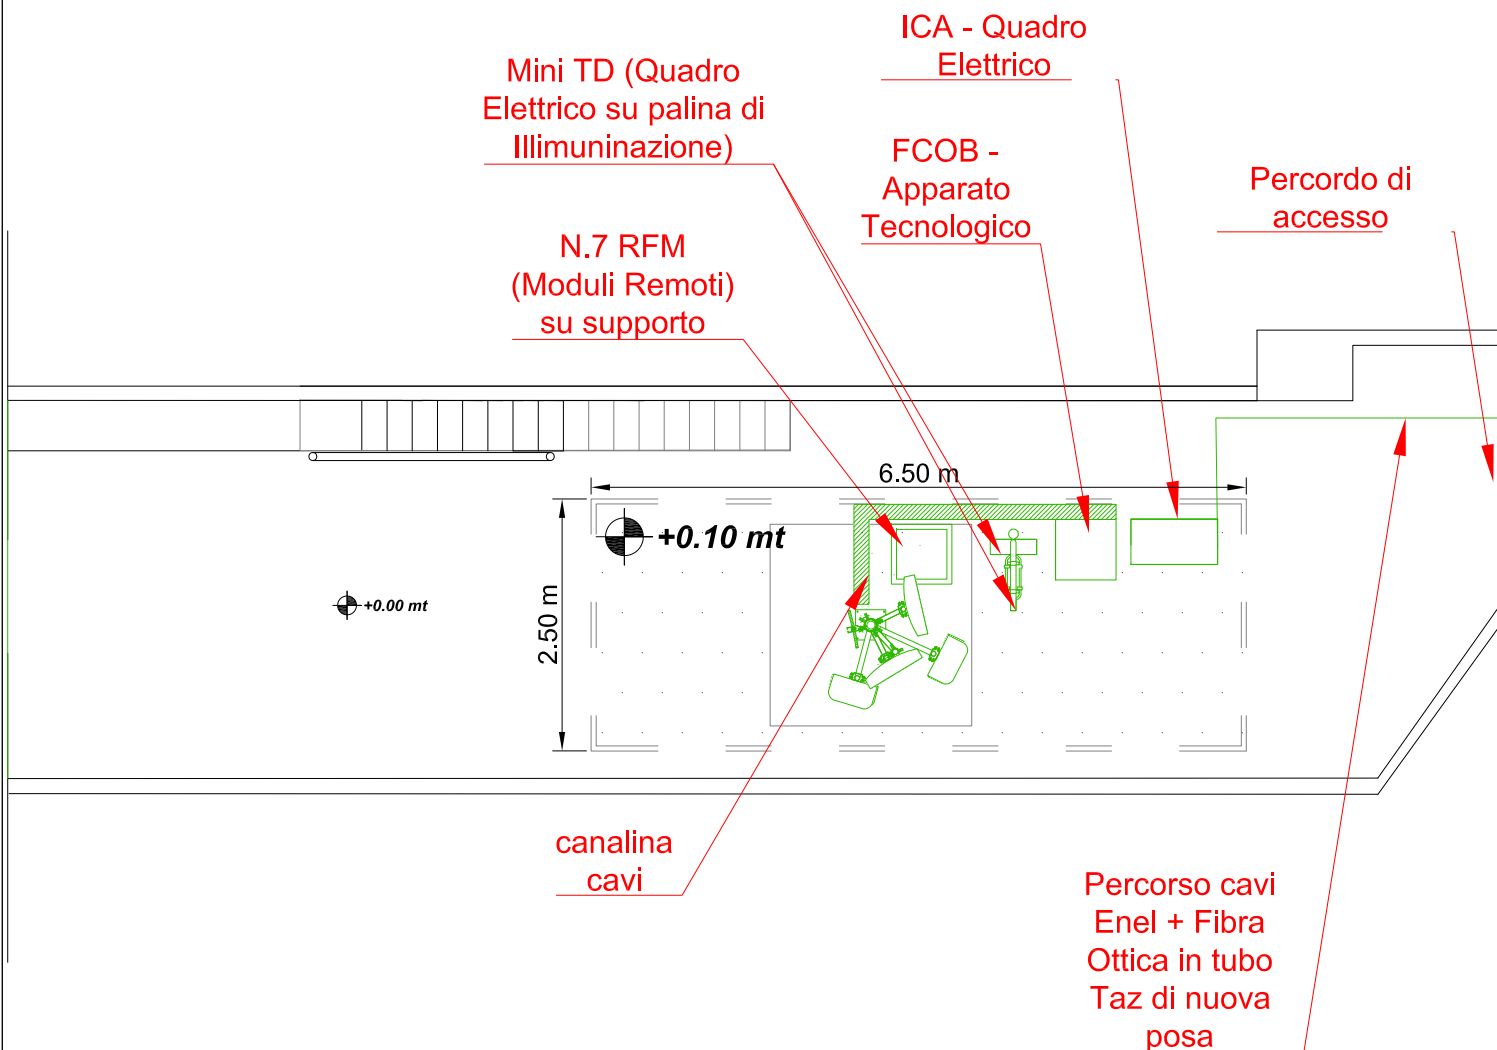 ICA - Quadro
Elettrico
Mini TD (Quadro
Elettrico su palina di
Illimuninazione)
FCOB -
Apparato
Tecnologico
Percordo di
accesso
N.7 RFM
(Moduli Remoti)
su supporto
6.50 m
+0.10 mt
+0.00 mt
2.50 m
canalina
cavi
Percorso cavi
Enel + Fibra
Ottica in tubo
Taz di nuova
posa